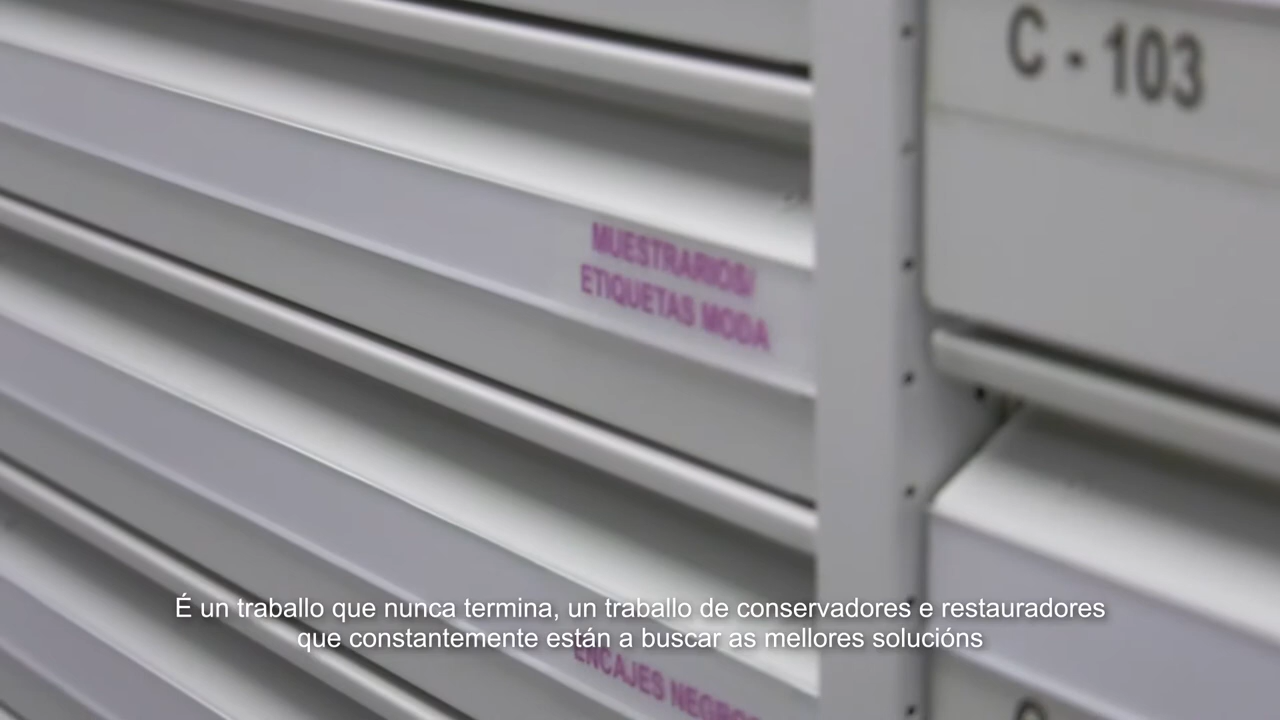 C - 103
MUESTRARIOS/
ETIQUETAS MODA
É un traballo que nunca termina, un traballo de conservadores e restauradores
que constantemente están a buscar as mellores solucións
ENCAJES NEGROS